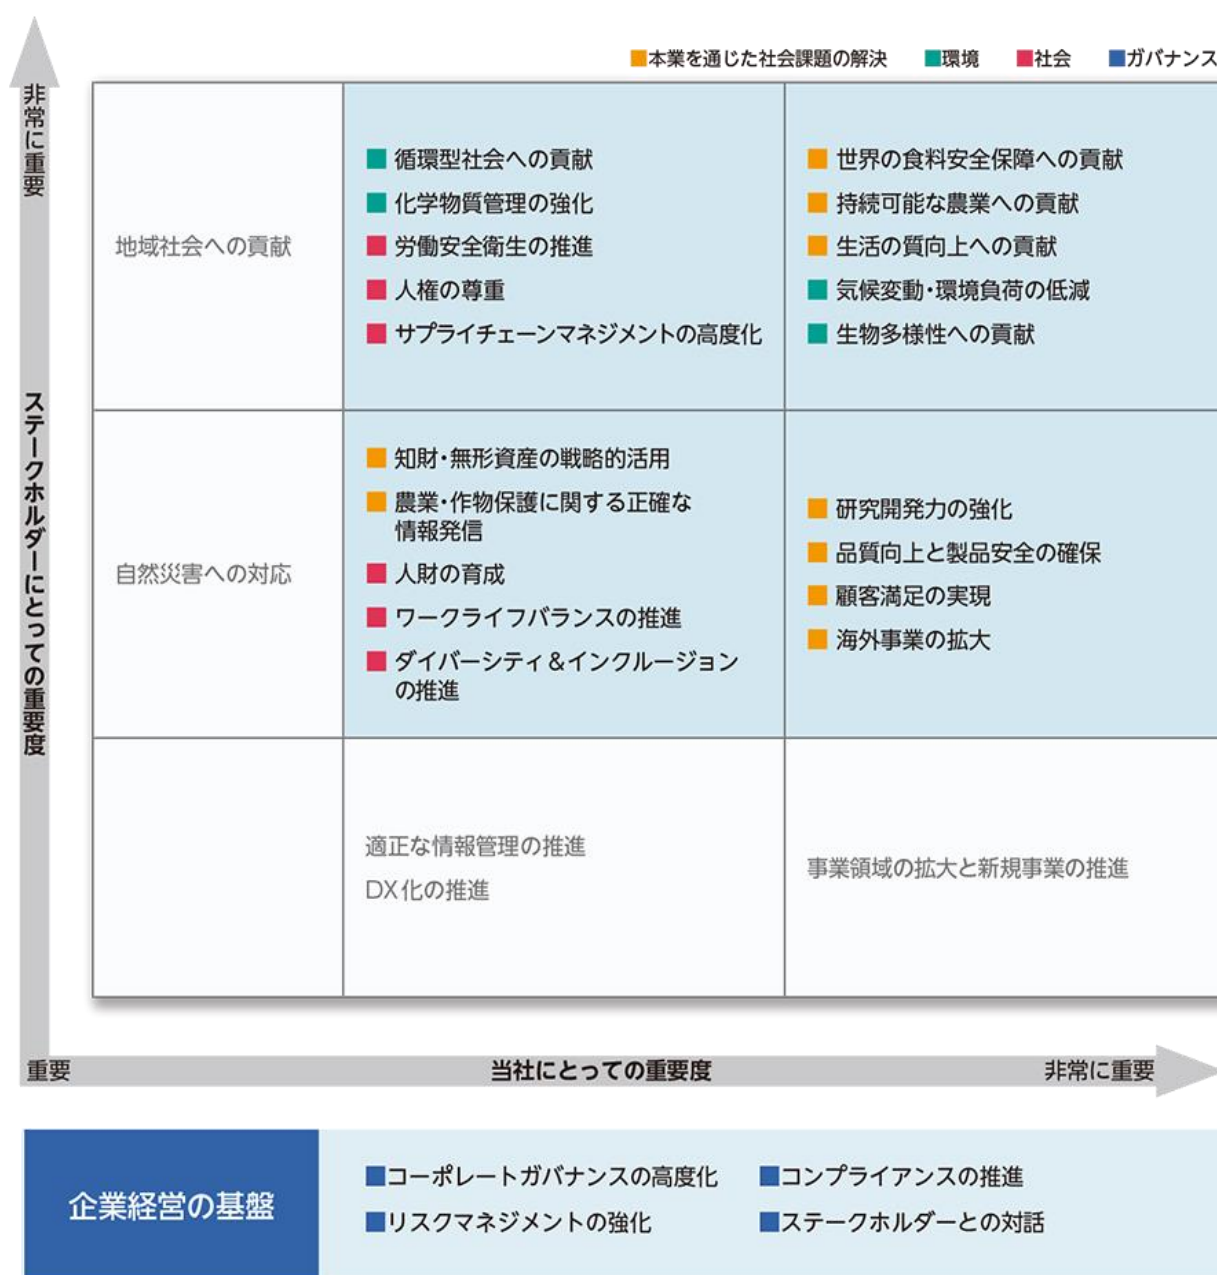 ■本業を通じた社会課題の解決 ■環境 ■社会 ■ガバナンス
非常に重要
ステークホルダーにとっての重要度
地域社会への貢献
■ 循環型社会への貢献
■ 化学物質管理の強化
■ 労働安全衛生の推進
■ 人権の尊重
■ サプライチェーンマネジメントの高度化
■ 世界の食料安全保障への貢献
■ 持続可能な農業への貢献
■ 生活の質向上への貢献
■ 気候変動・環境負荷の低減
■ 生物多様性への貢献
自然災害への対応
■ 知財・無形資産の戦略的活用
■ 農業・作物保護に関する正確な
情報発信
■ 人財の育成
■ ワークライフバランスの推進
■ ダイバーシティ＆インクルージョン
の推進
■ 研究開発力の強化
■ 品質向上と製品安全の確保
■ 顧客満足の実現
■ 海外事業の拡大
適正な情報管理の推進
DX化の推進
事業領域の拡大と新規事業の推進
重要 当社にとっての重要度 非常に重要
企業経営の基盤
■コーポレートガバナンスの高度化 ■コンプライアンスの推進
■リスクマネジメントの強化 ■ステークホルダーとの対話